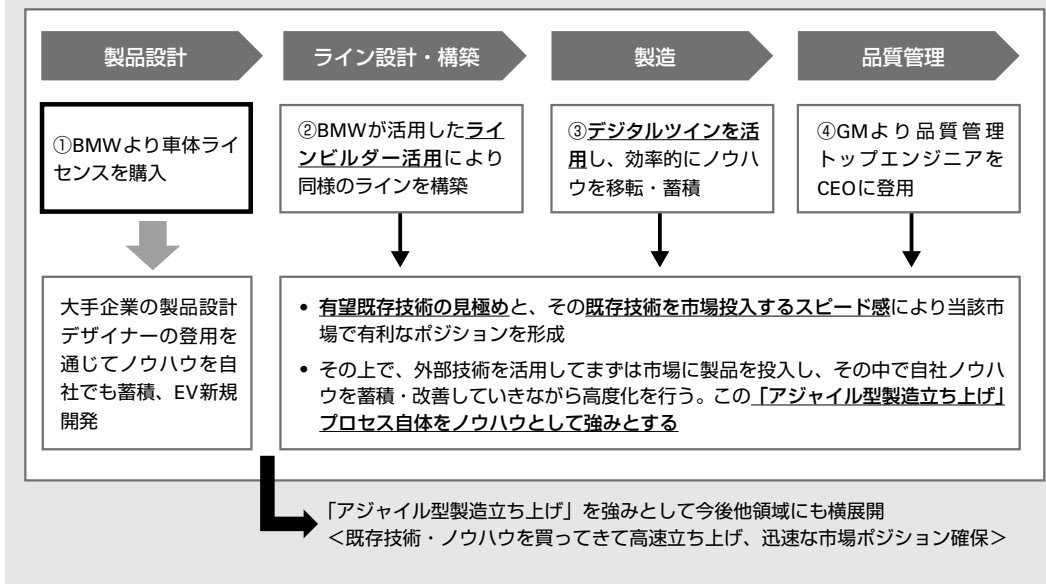 製品設計
ライン設計・構築
製造
品質管理
①BMWより車体ライ
センスを購入
②BMWが活用したライ
ンビルダー活用により
同様のラインを構築
③デジタルツインを活
用し、効率的にノウハ
ウを移転・蓄積
④GMより品質管理
トップエンジニアを
CEOに登用
大手企業の製品設計
デザイナーの登用を
通じてノウハウを自
社でも蓄積、EV新規
開発
• 有望既存技術の見極めと、その既存技術を市場投入するスピード感により当該市
場で有利なポジションを形成
• その上で、外部技術を活用してまずは市場に製品を投入し、その中で自社ノウハ
ウを蓄積・改善していきながら高度化を行う。この「アジャイル型製造立ち上げ」
プロセス自体をノウハウとして強みとする
「アジャイル型製造立ち上げ」を強みとして今後他領域にも横展開
＜既存技術・ノウハウを買ってきて高速立ち上げ、迅速な市場ポジション確保＞